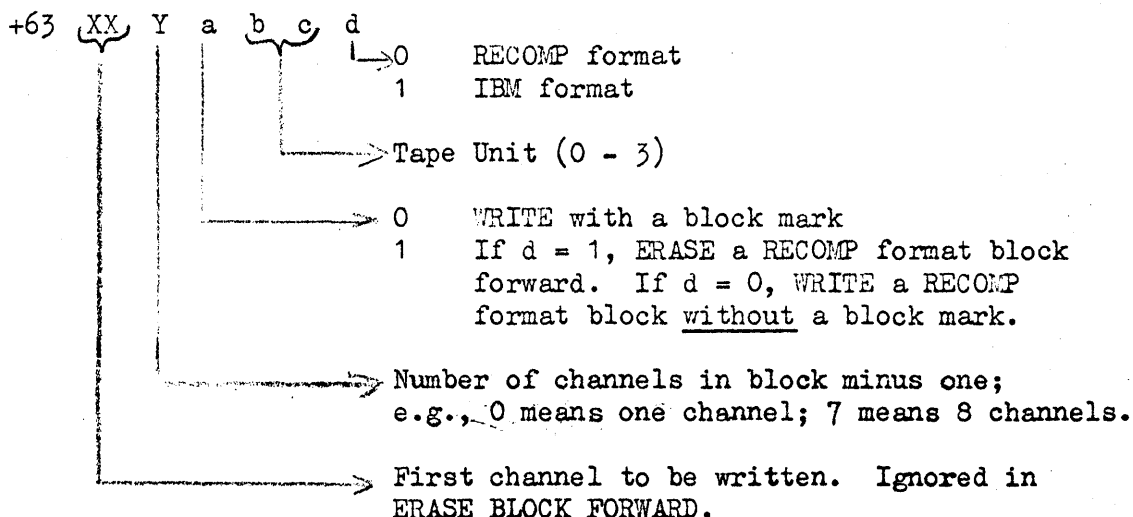 +63 XX Y a b c d
0 RECOMP format
1 IBM format
Tape Unit (0 - 3)
0 WRITE with a block mark
1 If d = 1, ERASE a RECOMP format block
forward. If d = 0, WRITE a RECOMP
format block without a block mark.
Number of channels in block minus one;
e.g., 0 means one channel; 7 means 8 channels.
First channel to be written. Ignored in
ERASE BLOCK FORWARD.